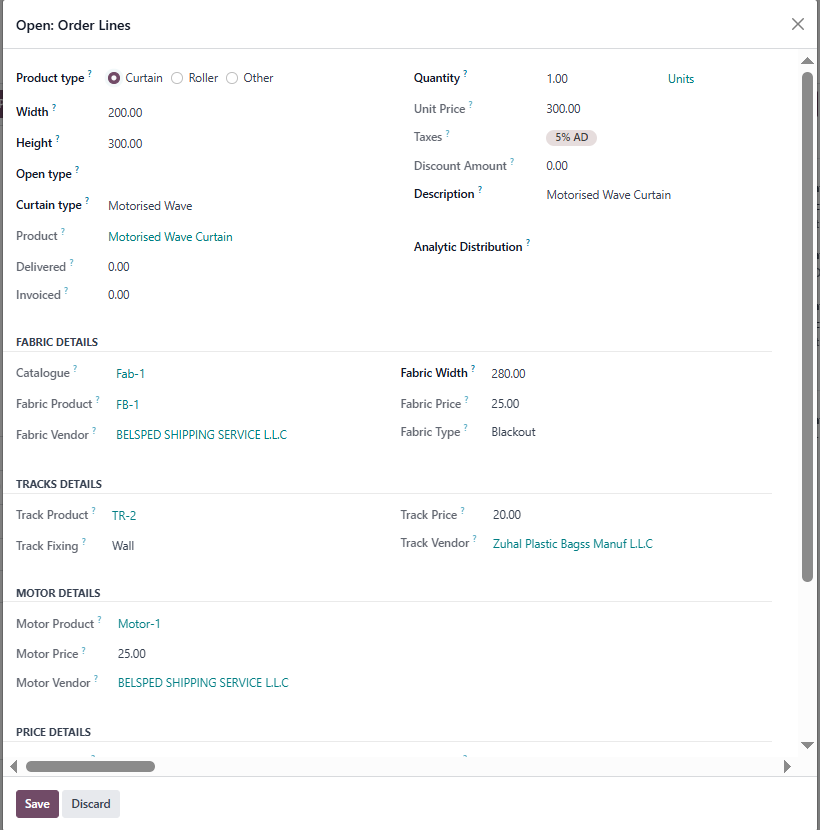 Open: Order Lines
Product type ? Curtain Roller Other
Width ? 200.00
Height ? 300.00
Open type ?
Curtain type ? Motorised Wave
Product ? Motorised Wave Curtain
Delivered ? 0.00
Invoiced ? 0.00
Quantity ? 1.00 Units
Unit Price ? 300.00
Taxes ? 5% AD
Discount Amount ? 0.00
Description ? Motorised Wave Curtain
Analytic Distribution ?
FABRIC DETAILS
Catalogue ? Fab-1
Fabric Product ? FB-1
Fabric Vendor ? BELSPED SHIPPING SERVICE L.L.C
Fabric Width ? 280.00
Fabric Price ? 25.00
Fabric Type ? Blackout
TRACKS DETAILS
Track Product ? TR-2
Track Fixing ? Wall
Track Price ? 20.00
Track Vendor ? Zuhal Plastic Bagss Manuf L.L.C
MOTOR DETAILS
Motor Product ? Motor-1
Motor Price ? 25.00
Motor Vendor ? BELSPED SHIPPING SERVICE L.L.C
PRICE DETAILS
Save Discard